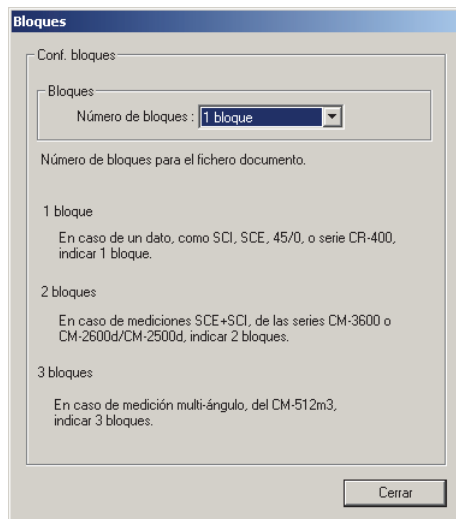 Bloques
Conf. bloques
Bloques
Número de bloques : 1 bloque
Número de bloques para el fichero documento.
1 bloque
En caso de un dato, como SCI, SCE, 45/0, o serie CR-400,
indicar 1 bloque.
2 bloques
En caso de mediciones SCE+SCI, de las series CM-3600 o
CM-2600d/CM-2500d, indicar 2 bloques.
3 bloques
En caso de medición multi-ángulo, del CM-512m3,
indicar 3 bloques.
Cerrar